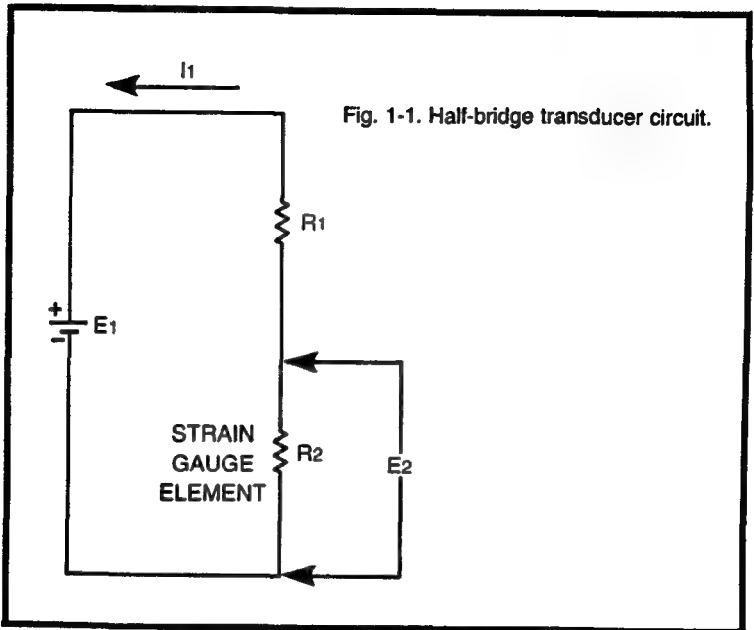 I1
Fig. 1-1. Half-bridge transducer circuit.
R1
+
E1
−
STRAIN
GAUGE
ELEMENT
R2
E2